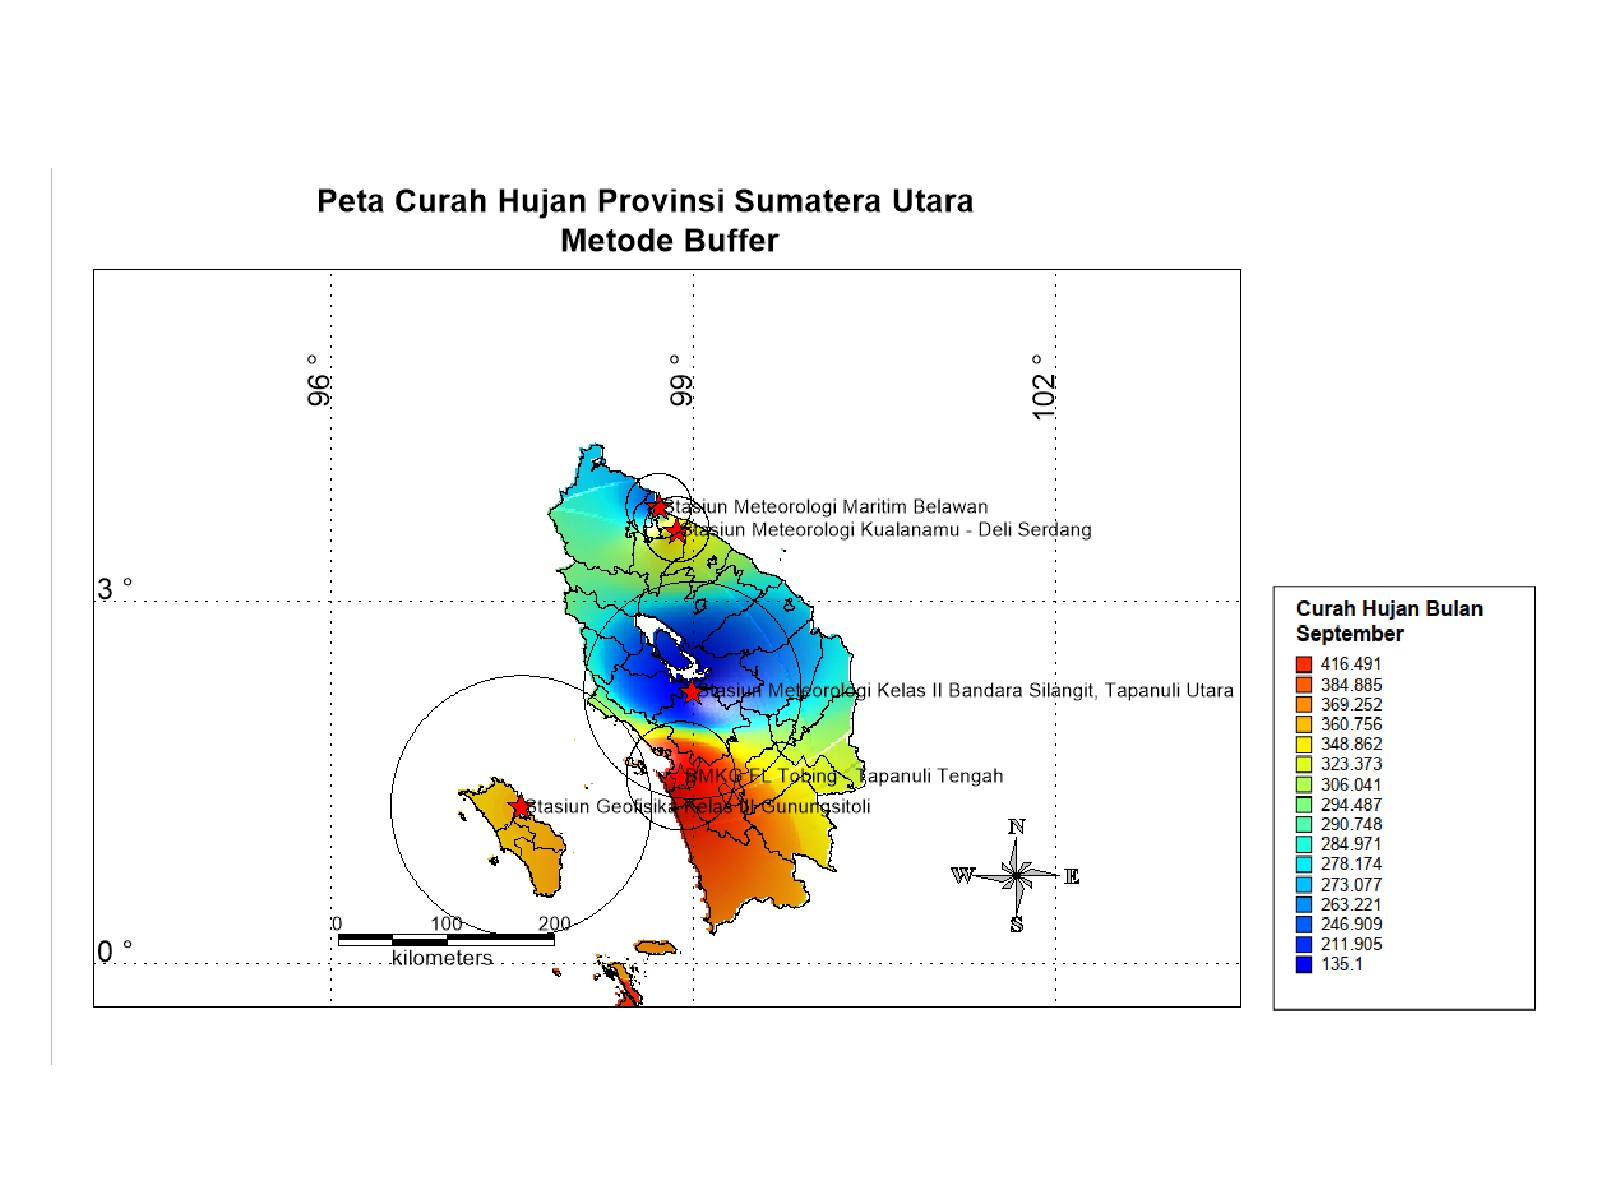 Peta Curah Hujan Provinsi Sumatera Utara
Metode Buffer
96 °
99 °
102 °
Stasiun Meteorologi Maritim Belawan
Stasiun Meteorologi Kualanamu - Deli Serdang
3 °
Stasiun Meteorologi Kelas II Bandara Silangit, Tapanuli Utara
BMKG FL Tobing - Tapanuli Tengah
Stasiun Geofisika Kelas III Gunungsitoli
N
W E
S
0 100 200
kilometers
0 °
Curah Hujan Bulan
September
416.491
384.885
369.252
360.756
348.862
323.373
306.041
294.487
290.748
284.971
278.174
273.077
263.221
246.909
211.905
135.1